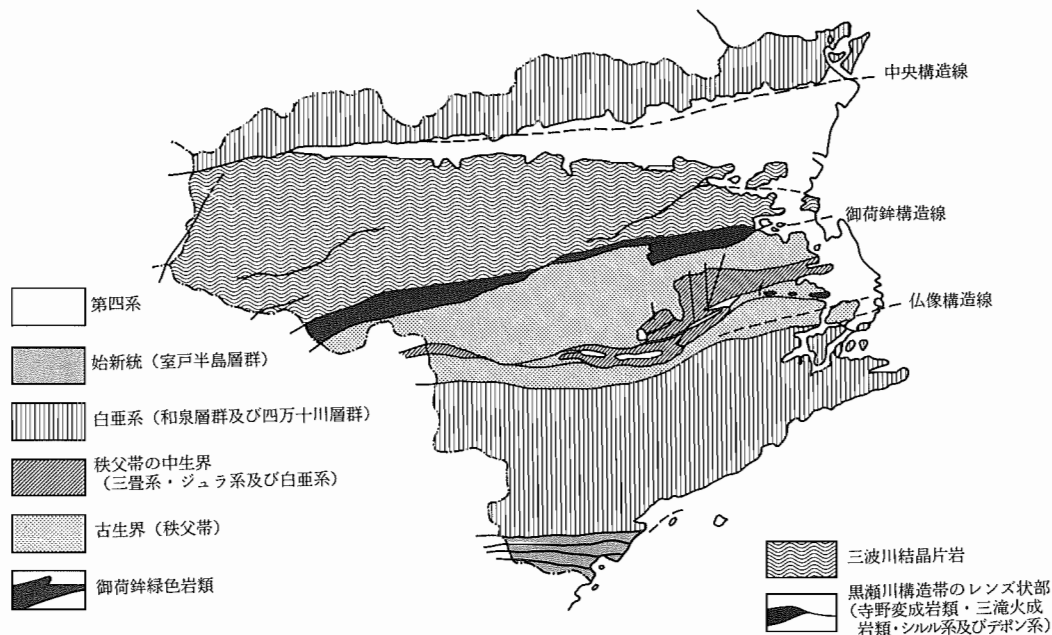 中央構造線
御荷鉾構造線
仏像構造線
第四系
始新統（室戸半島層群）
白亜系（和泉層群及び四万十川層群）
秩父帯の中生界
（三畳系・ジュラ系及び白亜系）
古生界（秩父帯）
御荷鉾緑色岩類
三波川結晶片岩
黒瀬川構造帯のレンズ状部
（寺野変成岩類・三滝火成
岩類・シルル系及びデボン系）